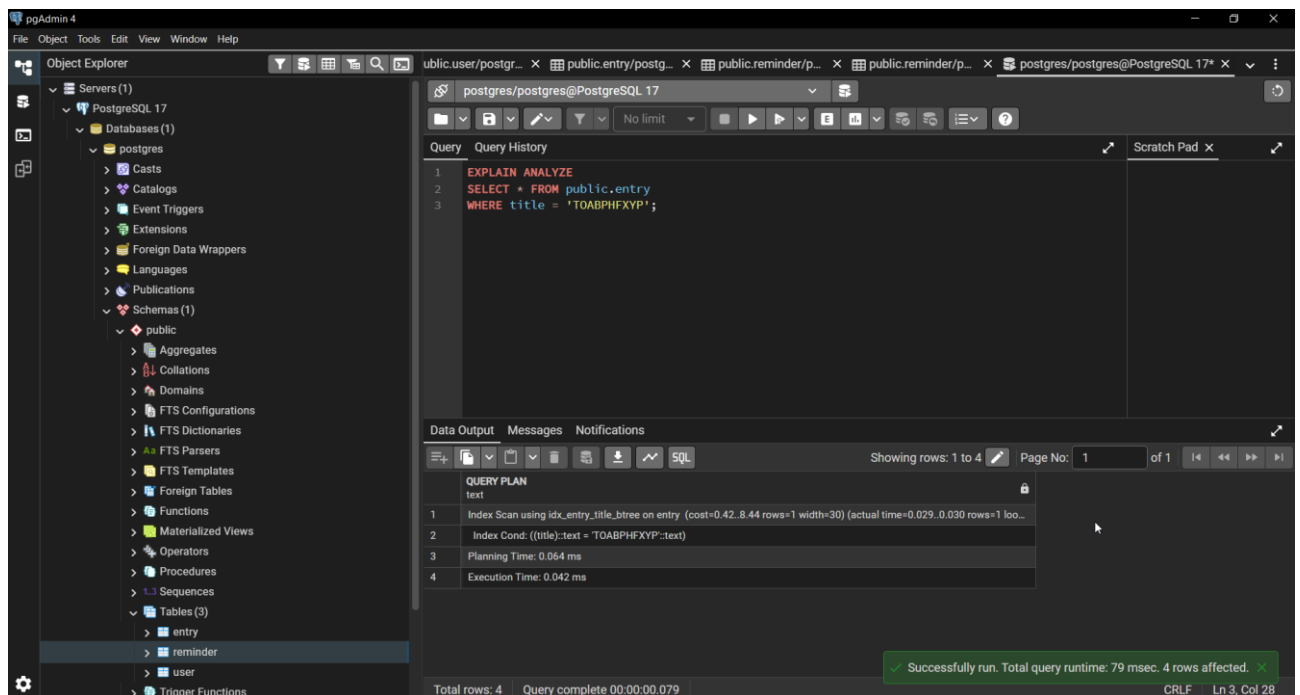 pgAdmin 4
File Object Tools Edit View Window Help
Object Explorer
ublic.user/postgr... public.entry/postg... public.reminder/p... public.reminder/p... postgres/postgres@PostgreSQL 17*
Servers (1)
PostgreSQL 17
Databases (1)
postgres
Casts
Catalogs
Event Triggers
Extensions
Foreign Data Wrappers
Languages
Publications
Schemas (1)
public
Aggregates
Collations
Domains
FTS Configurations
FTS Dictionaries
FTS Parsers
FTS Templates
Foreign Tables
Functions
Materialized Views
Operators
Procedures
Sequences
Tables (3)
entry
reminder
user
Trigger Functions
postgres/postgres@PostgreSQL 17
No limit
Query Query History
Scratch Pad
1 EXPLAIN ANALYZE
2 SELECT * FROM public.entry
3 WHERE title = 'TOABPHFXYP';
Data Output Messages Notifications
SQL
Showing rows: 1 to 4
Page No: 1 of 1
QUERY PLAN
text
1 Index Scan using idx_entry_title_btree on entry (cost=0.42..8.44 rows=1 width=30) (actual time=0.029..0.030 rows=1 loo...
2 Index Cond: ((title)::text = 'TOABPHFXYP'::text)
3 Planning Time: 0.064 ms
4 Execution Time: 0.042 ms
Successfully run. Total query runtime: 79 msec. 4 rows affected.
Total rows: 4 Query complete 00:00:00.079
CRLF Ln 3, Col 28